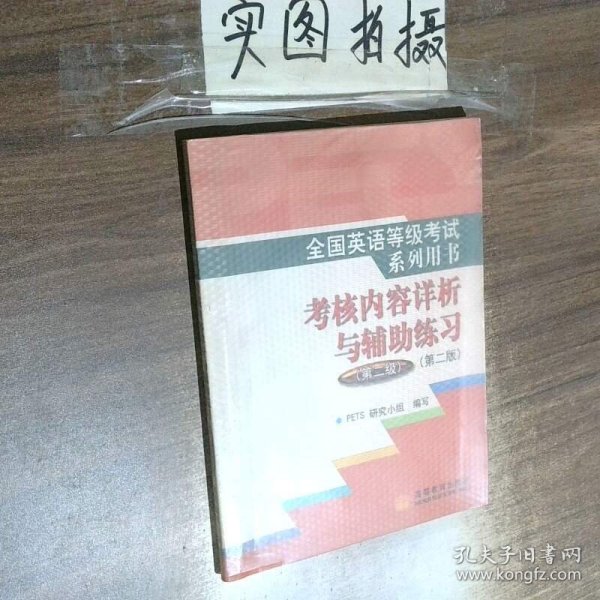 实图拍摄
全国英语等级考试
系列用书
考核内容详析
与辅助练习
(第二级)
(第二版)
PETS 研究小组 编写
孔夫子旧书网
www.kongfz.com